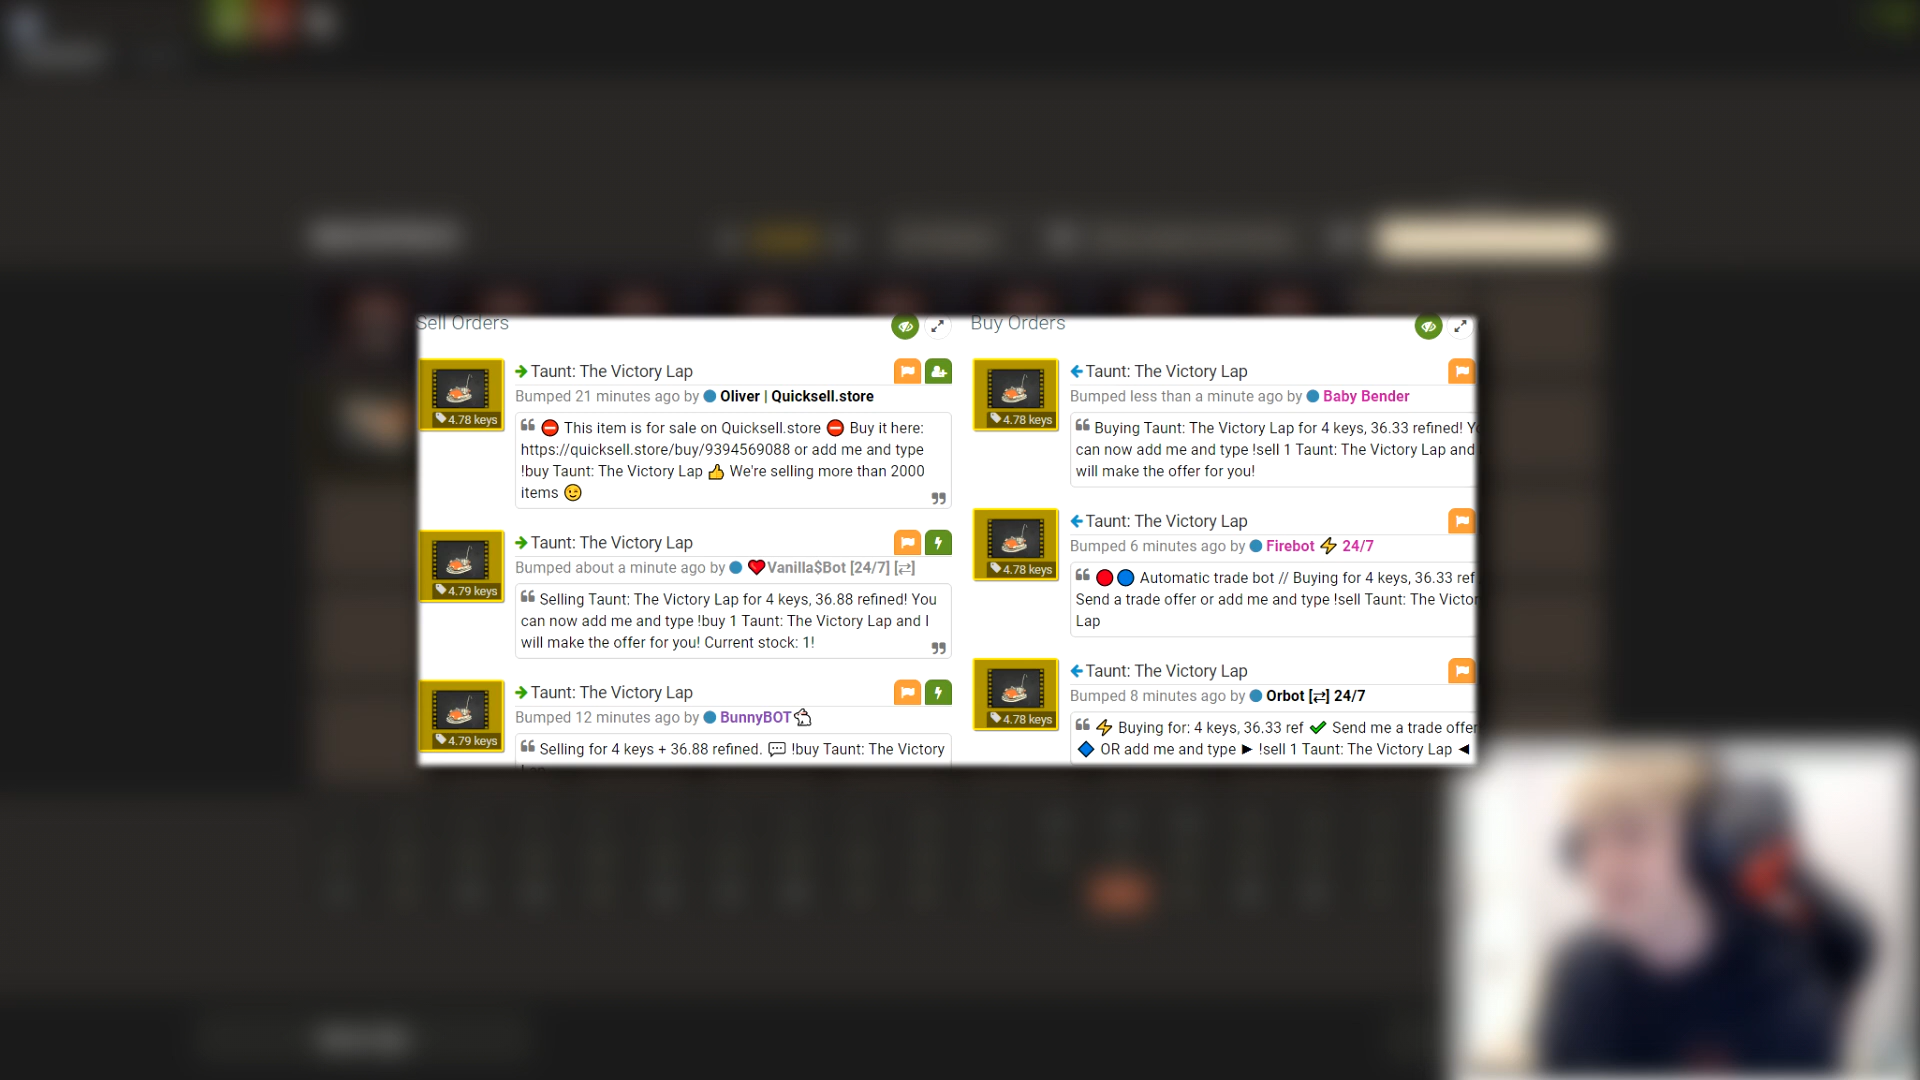 Sell Orders
Taunt: The Victory Lap
Bumped 21 minutes ago by Oliver | Quicksell.store
4.78 keys
⛔ This item is for sale on Quicksell.store ⛔ Buy it here:
https://quicksell.store/buy/9394569088 or add me and type
!buy Taunt: The Victory Lap 👍 We're selling more than 2000
items 😉
Taunt: The Victory Lap
Bumped about a minute ago by ❤Vanilla$Bot [24/7] [⇄]
4.79 keys
Selling Taunt: The Victory Lap for 4 keys, 36.88 refined! You
can now add me and type !buy 1 Taunt: The Victory Lap and I
will make the offer for you! Current stock: 1!
Taunt: The Victory Lap
Bumped 12 minutes ago by BunnyBOT🐇
4.79 keys
Selling for 4 keys + 36.88 refined. 💬 !buy Taunt: The Victory
Buy Orders
Taunt: The Victory Lap
Bumped less than a minute ago by Baby Bender
4.78 keys
Buying Taunt: The Victory Lap for 4 keys, 36.33 refined!
can now add me and type !sell 1 Taunt: The Victory Lap and
will make the offer for you!
Taunt: The Victory Lap
Bumped 6 minutes ago by Firebot ⚡ 24/7
4.78 keys
🔴 🔵 Automatic trade bot // Buying for 4 keys, 36.33 ref
Send a trade offer or add me and type !sell Taunt: The Victor
Lap
Taunt: The Victory Lap
Bumped 8 minutes ago by Orbot [⇄] 24/7
4.78 keys
⚡ Buying for: 4 keys, 36.33 ref ✔ Send me a trade offer
🔷 OR add me and type ► !sell 1 Taunt: The Victory Lap ◄